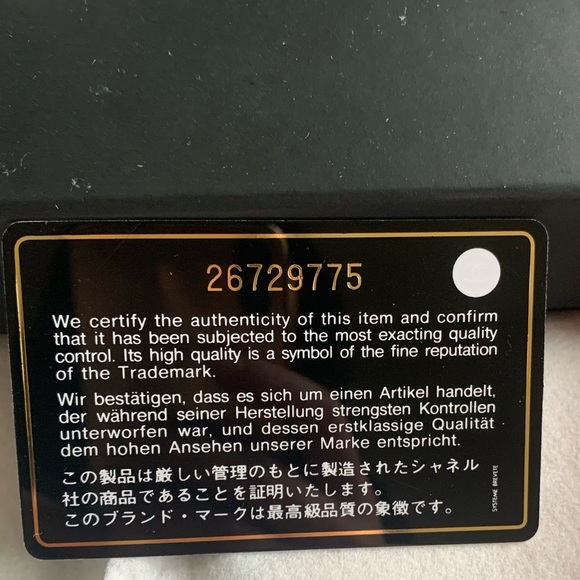 26729775
We certify the authenticity of this item and confirm
that it has been subjected to the most exacting quality
control. Its high quality is a symbol of the fine reputation
of the Trademark.
Wir bestätigen, dass es sich um einen Artikel handelt,
der während seiner Herstellung strengsten Kontrollen
unterworfen war, und dessen erstklassige Qualität
dem hohen Ansehen unserer Marke entspricht.
この製品は厳しい管理のもとに製造されたシャネル
社の商品であることを証明いたします。
このブランド・マークは最高級品質の象徴です。
SYSTEME BREVETE